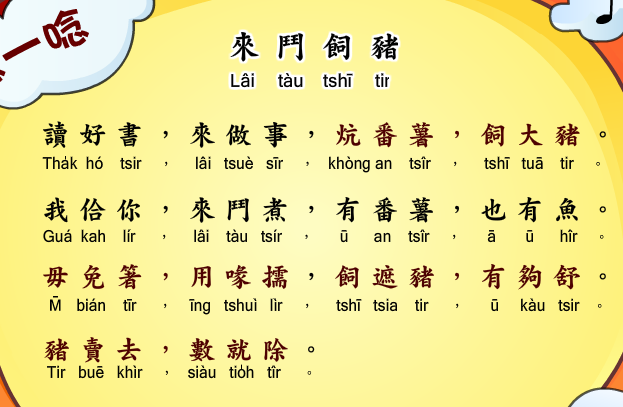 一唸
來鬥飼豬
Lâi tàu tshī tir
讀好書，來做事，炕番薯，飼大豬。
Tha̍k hó tsir ， lâi tsuè sīr ， khòng an tsîr ， tshī tuā tir 。
我佮你，來鬥煮，有番薯，也有魚。
Guá kah lír ， lâi tàu tsír ， ū an tsîr ， ā ū hîr 。
毋免箸，用喙擩，飼遮豬，有夠舒。
M̄ bián tīr ， īng tshuì lìr ， tshī tsia tir ， ū kàu tsir 。
豬賣去，數就除。
Tir buē khìr ， siàu tio̍h tîr 。